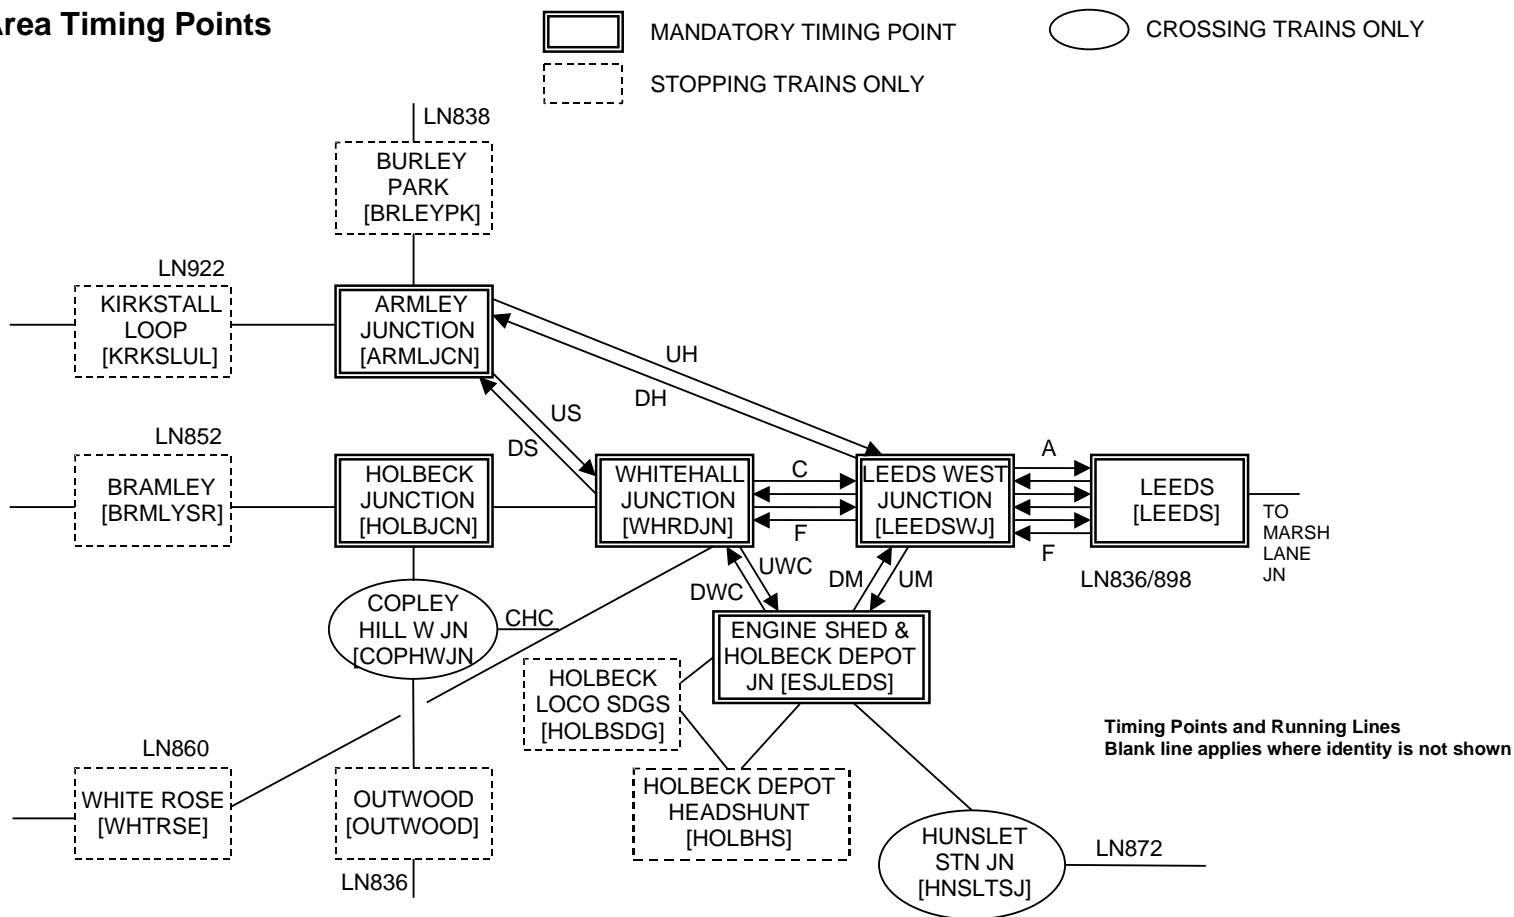 Area Timing Points
MANDATORY TIMING POINT
CROSSING TRAINS ONLY
STOPPING TRAINS ONLY
LN838
BURLEY
PARK
[BRLEYPK]
LN922
KIRKSTALL
LOOP
[KRKSLUL]
ARMLEY
JUNCTION
[ARMLJCN]
UH
DH
US
DS
LN852
BRAMLEY
[BRMLYSR]
HOLBECK
JUNCTION
[HOLBJCN]
WHITEHALL
JUNCTION
[WHRDJN]
C
F
LEEDS WEST
JUNCTION
[LEEDSWJ]
A
F
LEEDS
[LEEDS]
TO
MARSH
LANE
JN
LN836/898
UWC
DWC
DM
UM
COPLEY
HILL W JN
[COPHWJN
CHC
ENGINE SHED &
HOLBECK DEPOT
JN [ESJLEDS]
HOLBECK
LOCO SDGS
[HOLBSDG]
Timing Points and Running Lines
Blank line applies where identity is not shown
LN860
WHITE ROSE
[WHTRSE]
OUTWOOD
[OUTWOOD]
LN836
HOLBECK DEPOT
HEADSHUNT
[HOLBHS]
HUNSLET
STN JN
[HNSLTSJ]
LN872